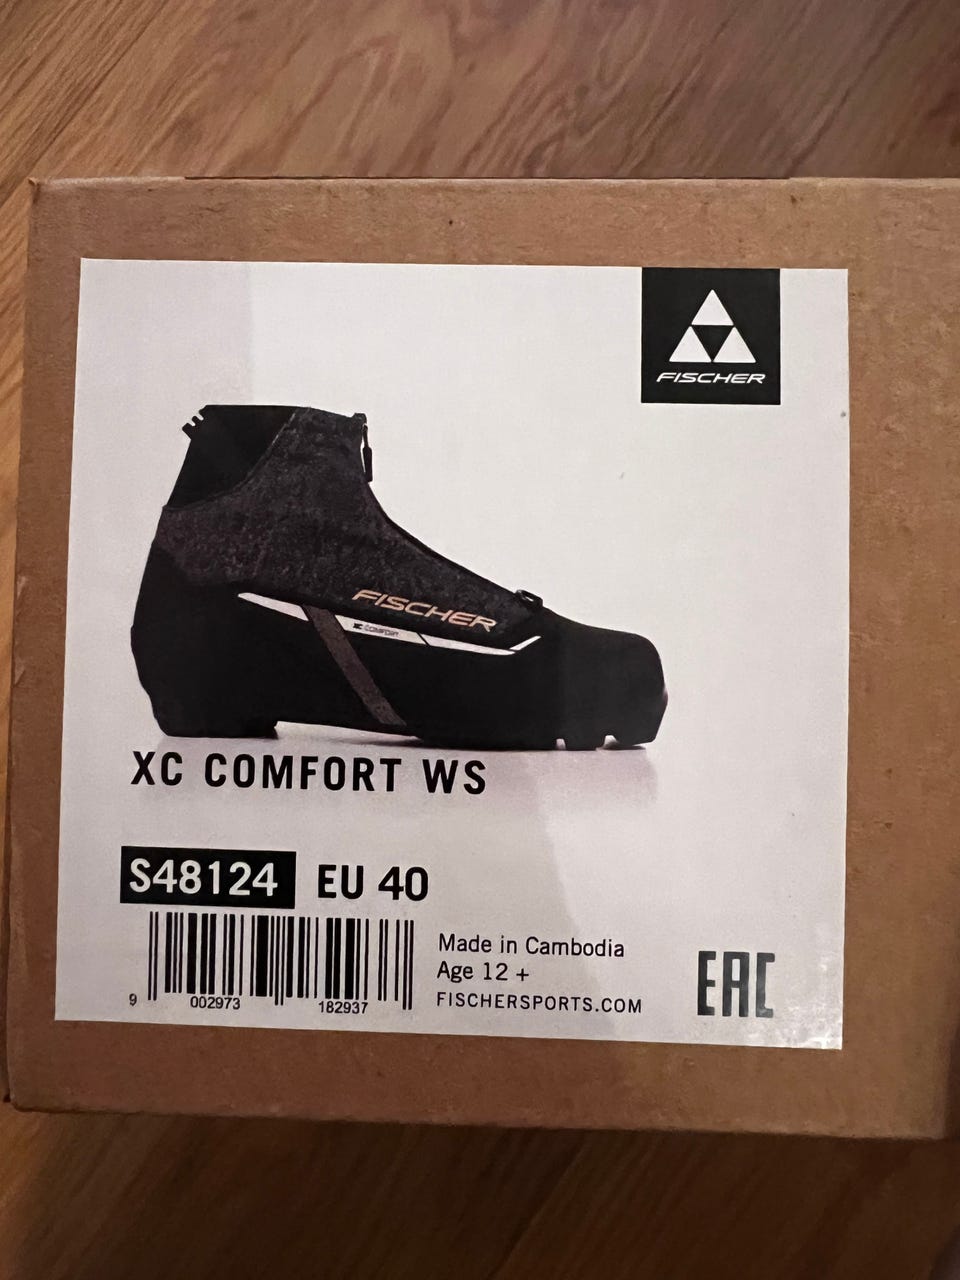 FISCHER
FISCHER
XC COMFORT
XC COMFORT WS
S48124 EU 40
Made in Cambodia
Age 12 +
FISCHERSPORTS.COM
9 002973 182937
EAC